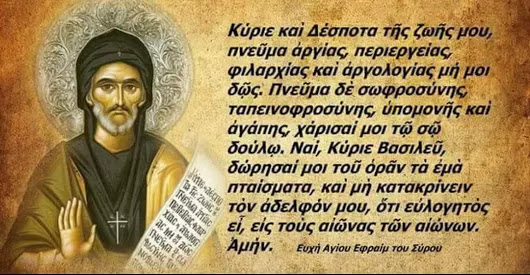 Κύριε καὶ Δέσποτα τῆς ζωῆς μου,
πνεῦμα ἀργίας, περιεργείας,
φιλαρχίας καὶ ἀργολογίας μή μοι
δῷς. Πνεῦμα δὲ σωφροσύνης,
ταπεινοφροσύνης, ὑπομονῆς καὶ
ἀγάπης, χάρισαί μοι τῷ σῷ
δούλῳ. Ναί, Κύριε Βασιλεῦ,
δώρησαί μοι τοῦ ὁρᾶν τὰ ἐμὰ
πταίσματα, καὶ μὴ κατακρίνειν
τὸν ἀδελφόν μου, ὅτι εὐλογητὸς
εἶ, εἰς τοὺς αἰῶνας τῶν αἰώνων.
Ἀμήν. Ευχή Αγίου Εφραίμ του Σύρου